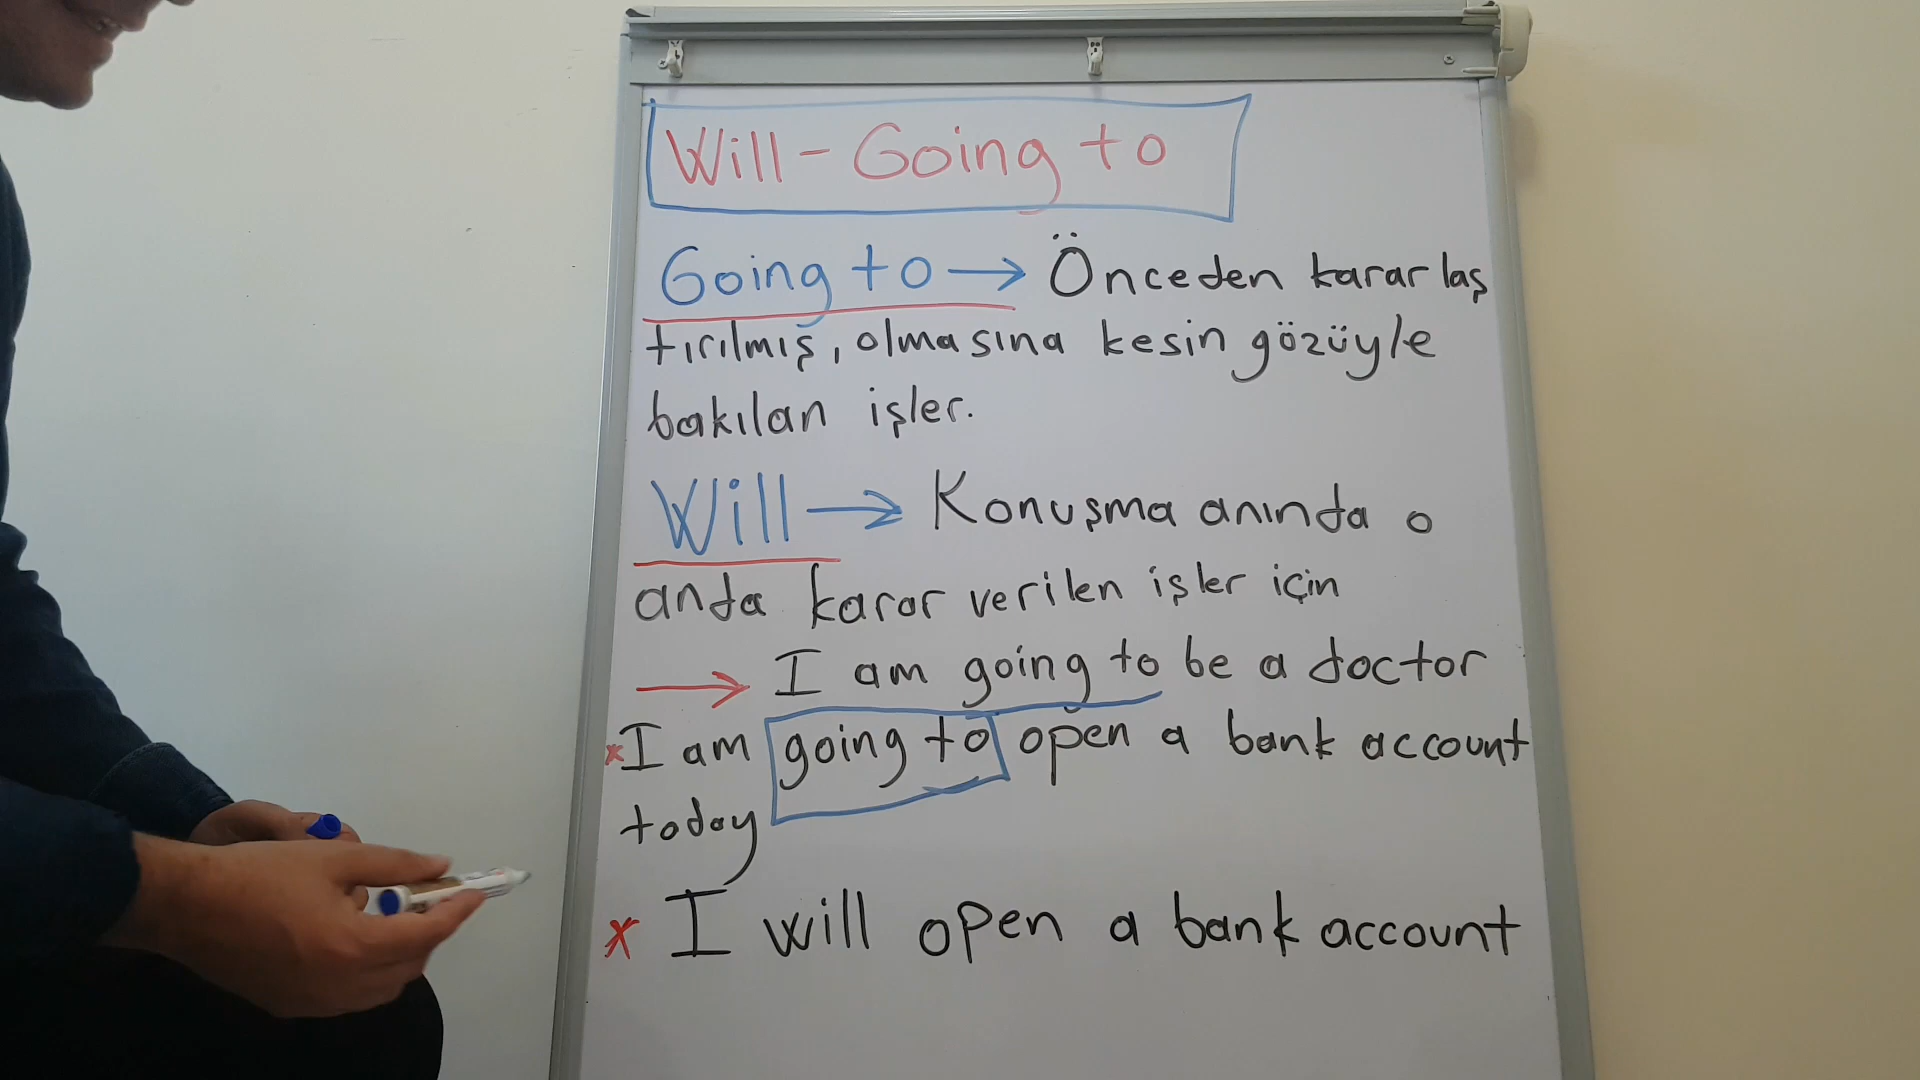 Will - Going to
Going to → Önceden kararlaş
tırılmış, olmasına kesin gözüyle
bakılan işler.
Will → Konuşma anında o
anda karar verilen işler için
→ I am going to be a doctor
*I am going to open a bank account
today
* I will open a bank account